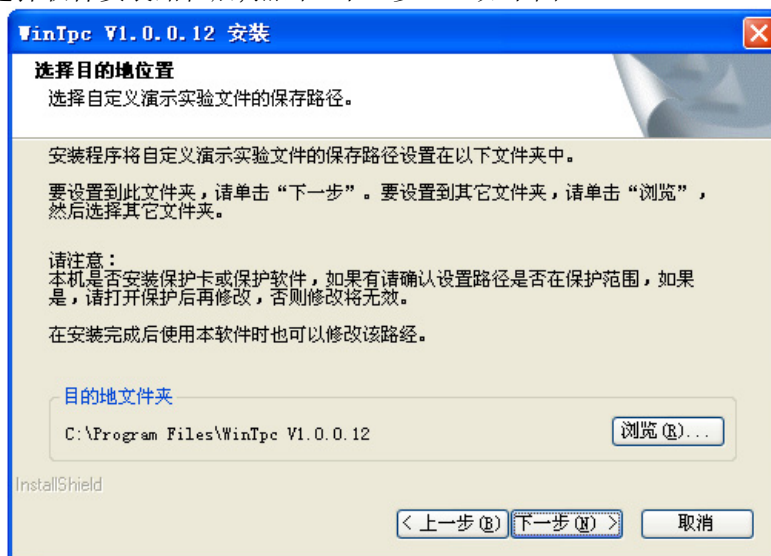 WinTpc V1.0.0.12 安装
选择目的地位置
选择自定义演示实验文件的保存路径。
安装程序将自定义演示实验文件的保存路径设置在以下文件夹中。
要设置到此文件夹，请单击“下一步”。要设置到其它文件夹，请单击“浏览”，
然后选择其它文件夹。
请注意：
本机是否安装保护卡或保护软件，如果有请确认设置路径是否在保护范围，如果
是，请打开保护后再修改，否则修改将无效。
在安装完成后使用本软件时也可以修改该路经。
目的地文件夹
C:\Program Files\WinTpc V1.0.0.12
浏览(R)...
InstallShield
< 上一步(B) 下一步(N) > 取消